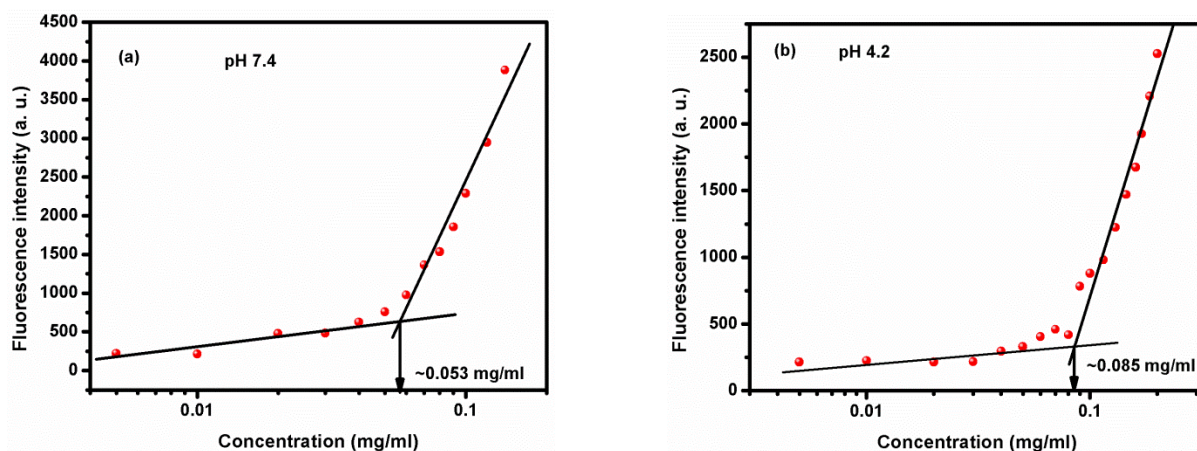 (a) pH 7.4
Fluorescence intensity (a. u.)
4500
4000
3500
3000
2500
2000
1500
1000
500
0
~0.053 mg/ml
0.01 0.1
Concentration (mg/ml)
(b) pH 4.2
Fluorescence intensity (a. u.)
2500
2000
1500
1000
500
0
~0.085 mg/ml
0.01 0.1
Concentration (mg/ml)